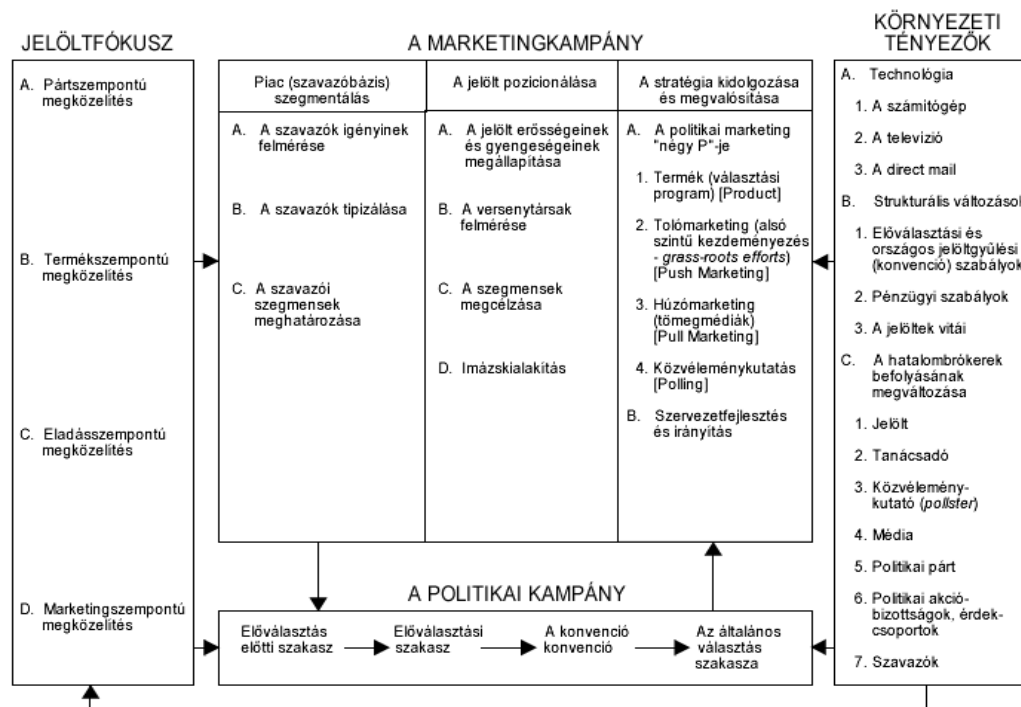 JELÖLTFÓKUSZ
A. Pártszempontú
megközelítés
B. Termékszempontú
megközelítés
C. Eladásszempontú
megközelítés
D. Marketingszempontú
megközelítés
A MARKETINGKAMPÁNY
Piac (szavazóbázis)
szegmentálás
A. A szavazók igényinek
felmérése
B. A szavazók tipizálása
C. A szavazói
szegmensek
meghatározása
A jelölt pozicionálása
A. A jelölt erősségeinek
és gyengeségeinek
megállapítása
B. A versenytársak
felmérése
C. A szegmensek
megcélzása
D. Imázskialakítás
A stratégia kidolgozása
és megvalósítása
A. A politikai marketing
"négy P"-je
1. Termék (választási
program) [Product]
2. Tolómarketing (alsó
szintű kezdeményezés
- grass-roots efforts)
[Push Marketing]
3. Húzómarketing
(tömegmédiák)
[Pull Marketing]
4. Közvéleménykutatás
[Polling]
B. Szervezetfejlesztés
és irányítás
A POLITIKAI KAMPÁNY
Előválasztás
előtti szakasz
Előválasztási
szakasz
A konvenció
konvenció
Az általános
választás
szakasza
KÖRNYEZETI
TÉNYEZŐK
A. Technológia
1. A számítógép
2. A televízió
3. A direct mail
B. Strukturális változások
1. Előválasztási és
országos jelöltgyűlési
(konvenció) szabályok
2. Pénzügyi szabályok
3. A jelöltek vitái
C. A hatalombrókerek
befolyásának
megváltozása
1. Jelölt
2. Tanácsadó
3. Közvélemény-
kutató (pollster)
4. Média
5. Politikai párt
6. Politikai akció-
bizottságok, érdek-
csoportok
7. Szavazók